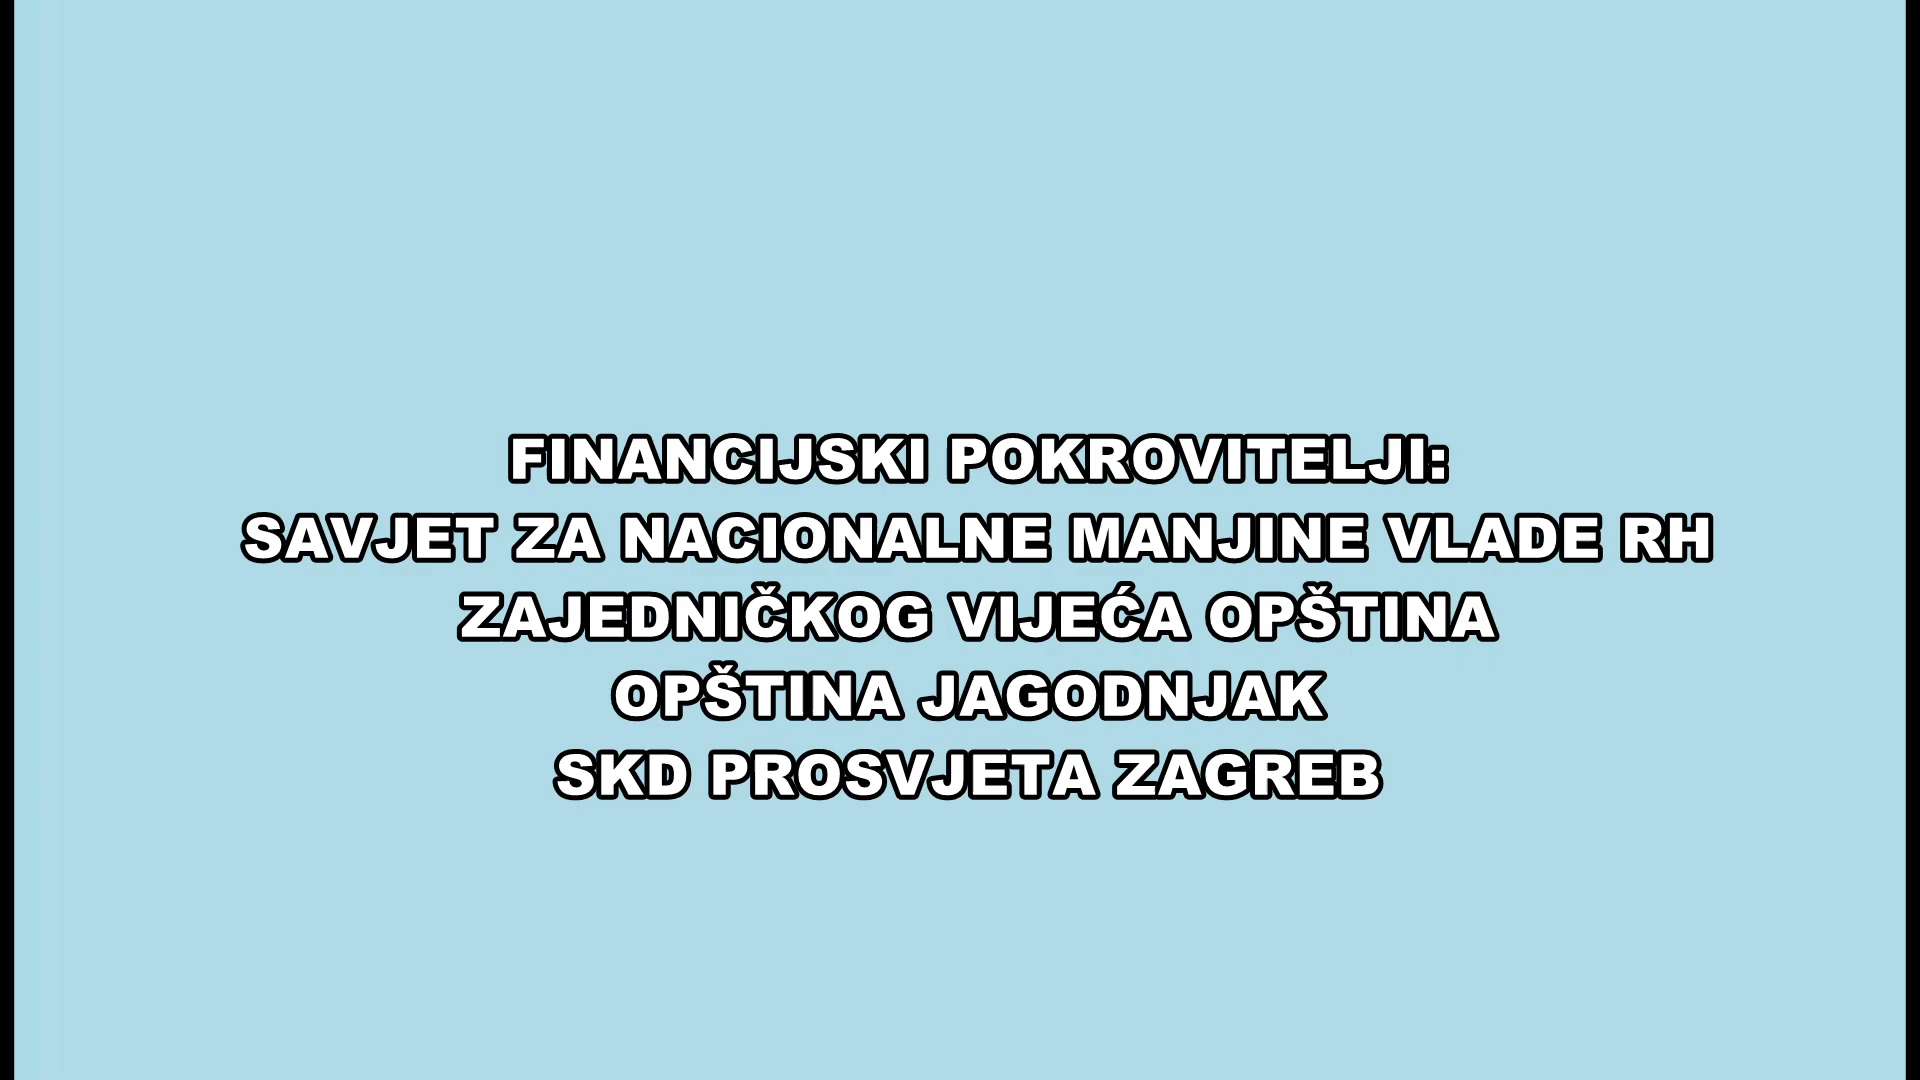 FINANCIJSKI POKROVITELJI:
SAVJET ZA NACIONALNE MANJINE VLADE RH
ZAJEDNIČKOG VIJEĆA OPŠTINA
OPŠTINA JAGODNJAK
SKD PROSVJETA ZAGREB